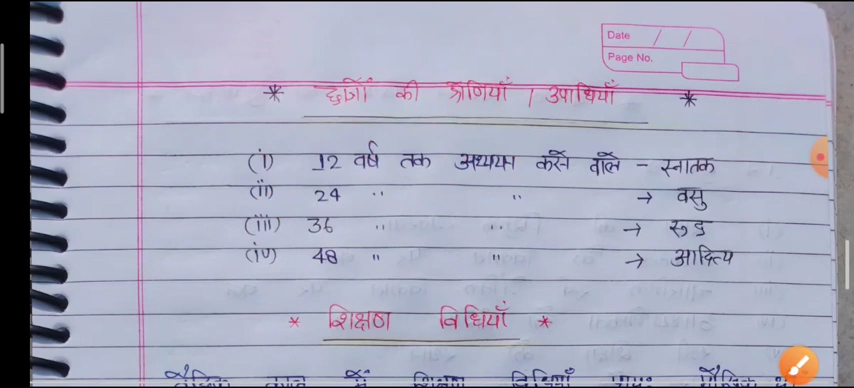 Date / /
Page No.
* छात्रों की श्रेणियाँ / उपाधियाँ *
(i) 12 वर्ष तक अध्ययन करने वाले - स्नातक
(ii) 24 " " → वसु
(iii) 36 " " → रुद्र
(iv) 48 " " → आदित्य
* शिक्षण विधियाँ *
वैदिक काल में शिक्षण विधियाँ प्रायः मौखिक